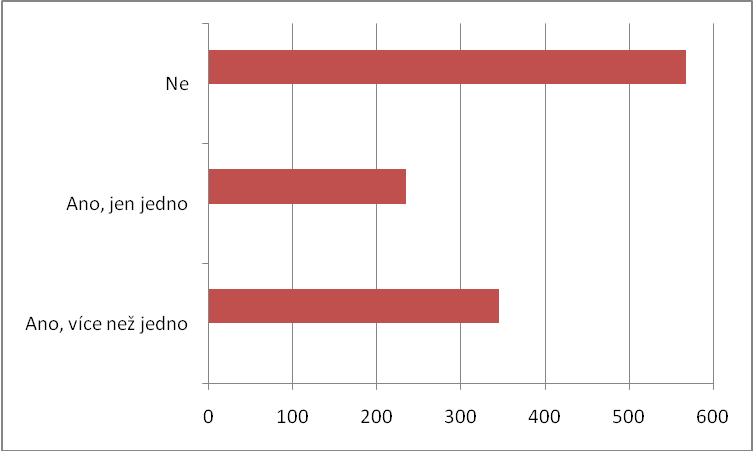 Ne
Ano, jen jedno
Ano, více než jedno
0 100 200 300 400 500 600